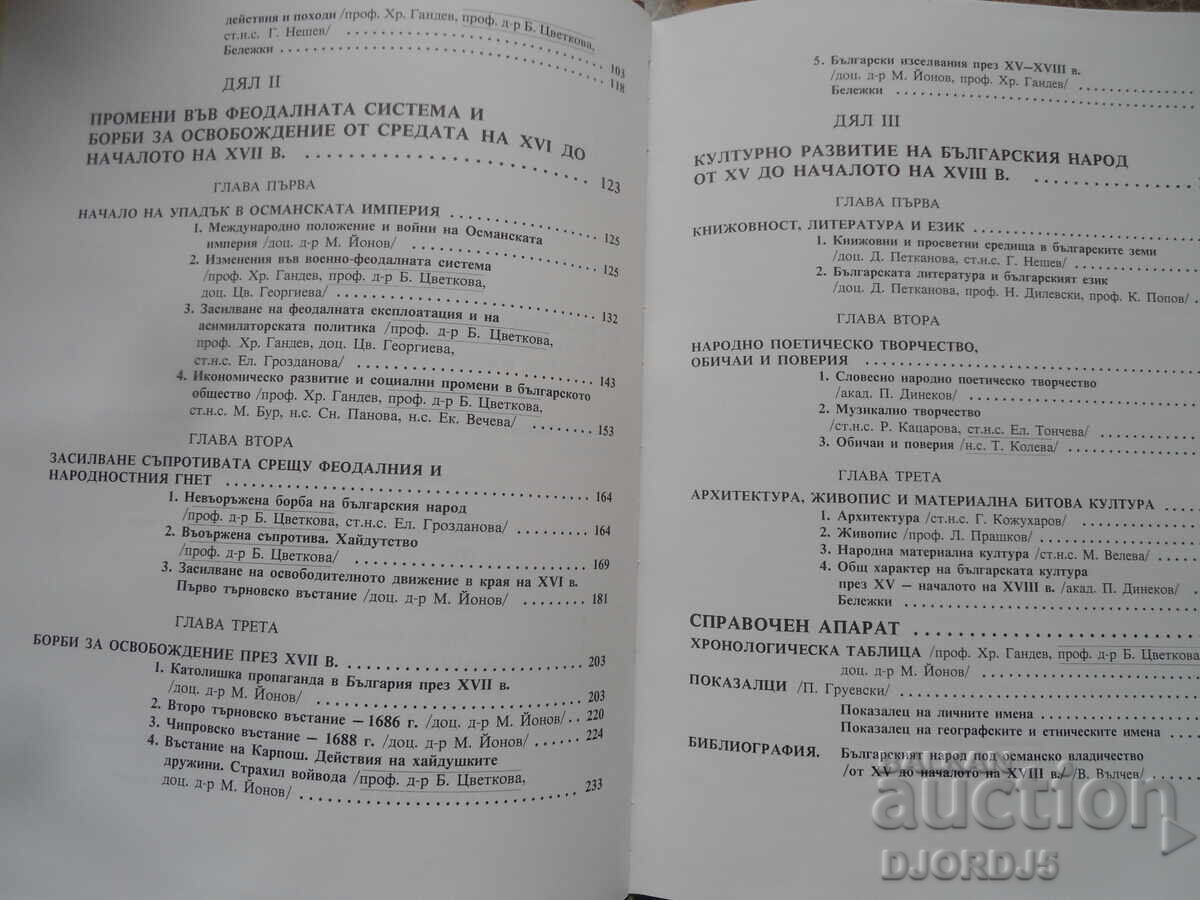 действия и походи /проф. Хр. Гандев, проф. д-р Б. Цветкова,
ст.н.с. Г. Нешев/ 103
Бележки 118
ДЯЛ II
ПРОМЕНИ ВЪВ ФЕОДАЛНАТА СИСТЕМА И
БОРБИ ЗА ОСВОБОЖДЕНИЕ ОТ СРЕДАТА НА XVI ДО
НАЧАЛОТО НА XVII В. 123
ГЛАВА ПЪРВА
НАЧАЛО НА УПАДЪК В ОСМАНСКАТА ИМПЕРИЯ 125
1. Международно положение и войни на Османската
империя /доц. д-р М. Йонов/ 125
2. Изменения във военно-феодалната система
/проф. Хр. Гандев, проф. д-р Б. Цветкова,
доц. Цв. Георгиева/ 132
3. Засилване на феодалната експлоатация и на
асимилаторската политика /проф. д-р Б. Цветкова,
проф. Хр. Гандев, доц. Цв. Георгиева,
ст.н.с. Ел. Грозданова/ 143
4. Икономическо развитие и социални промени в българското
общество /проф. Хр. Гандев, проф. д-р Б. Цветкова,
ст.н.с. М. Бур, н.с. Сн. Панова, н.с. Ек. Вечева/ 153
ГЛАВА ВТОРА
ЗАСИЛВАНЕ СЪПРОТИВАТА СРЕЩУ ФЕОДАЛНИЯ И
НАРОДНОСТНИЯ ГНЕТ 164
1. Невъоръжена борба на българския народ
/проф. д-р Б. Цветкова, ст.н.с. Ел. Грозданова/ 164
2. Въоържена съпротива. Хайдутство
/проф. д-р Б. Цветкова/ 169
3. Засилване на освободителното движение в края на XVI в.
Първо търновско въстание /доц. д-р М. Йонов/ 181
ГЛАВА ТРЕТА
БОРБИ ЗА ОСВОБОЖДЕНИЕ ПРЕЗ XVII В. 203
1. Католишка пропаганда в България през XVII в.
/доц. д-р М. Йонов/ 203
2. Второ търновско въстание — 1686 г. /доц. д-р М. Йонов/ 220
3. Чипровско въстание — 1688 г. /доц. д-р М. Йонов/ 224
4. Въстание на Карпош. Действия на хайдушките
дружини. Страхил войвода /проф. д-р Б. Цветкова,
доц. д-р М. Йонов/ 233
5. Български изселвания през XV—XVIII в.
/доц. д-р М. Йонов, проф. Хр. Гандев/
Бележки
ДЯЛ III
КУЛТУРНО РАЗВИТИЕ НА БЪЛГАРСКИЯ НАРОД
ОТ XV ДО НАЧАЛОТО НА XVIII В.
ГЛАВА ПЪРВА
КНИЖОВНОСТ, ЛИТЕРАТУРА И ЕЗИК
1. Книжовни и просветни средища в българските земи
/доц. Д. Петканова, ст.н.с. Г. Нешев/
2. Българската литература и българският език
/доц. Д. Петканова, проф. Н. Дилевски, проф. К. Попов/
ГЛАВА ВТОРА
НАРОДНО ПОЕТИЧЕСКО ТВОРЧЕСТВО,
ОБИЧАИ И ПОВЕРИЯ
1. Словесно народно поетическо творчество
/акад. П. Динеков/
2. Музикално творчество
/ст.н.с. Р. Кацарова, ст.н.с. Ел. Тончева/
3. Обичаи и поверия /н.с. Т. Колева/
ГЛАВА ТРЕТА
АРХИТЕКТУРА, ЖИВОПИС И МАТЕРИАЛНА БИТОВА КУЛТУРА
1. Архитектура /ст.н.с. Г. Кожухаров/
2. Живопис /проф. Л. Прашков/
3. Народна материална култура /ст.н.с. М. Велева/
4. Общ характер на българската култура
през XV — началото на XVIII в. /акад. П. Динеков/
Бележки
СПРАВОЧЕН АПАРАТ
ХРОНОЛОГИЧЕСКА ТАБЛИЦА /проф. Хр. Гандев, проф. д-р Б. Цветкова
доц. д-р М. Йонов/
ПОКАЗАЛЦИ /П. Груевски/
Показалец на личните имена
Показалец на географските и етническите имена
БИБЛИОГРАФИЯ. Българският народ под османско владичество
/от XV до началото на XVIII в./ /В. Вълчев/
BALKAN
auction
DJORDJ5